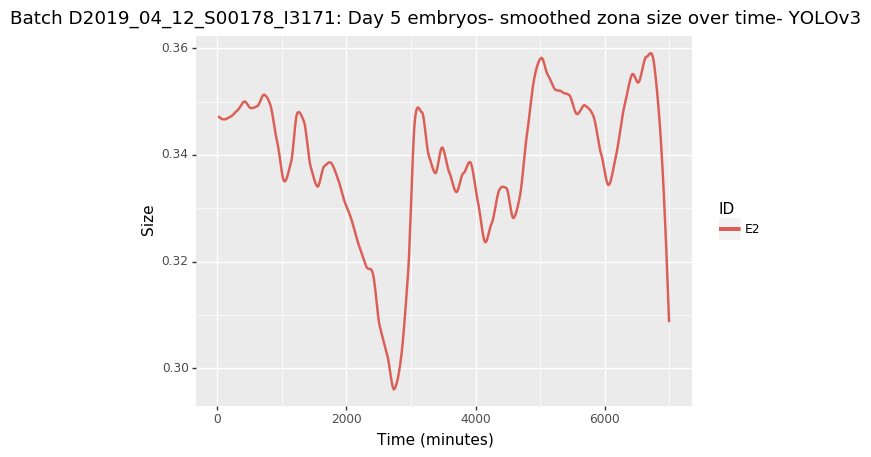 Batch D2019_04_12_S00178_I3171: Day 5 embryos- smoothed zona size over time- YOLOv3
0.36
0.34
0.32
0.30
Size
0
2000
4000
6000
Time (minutes)
ID
E2